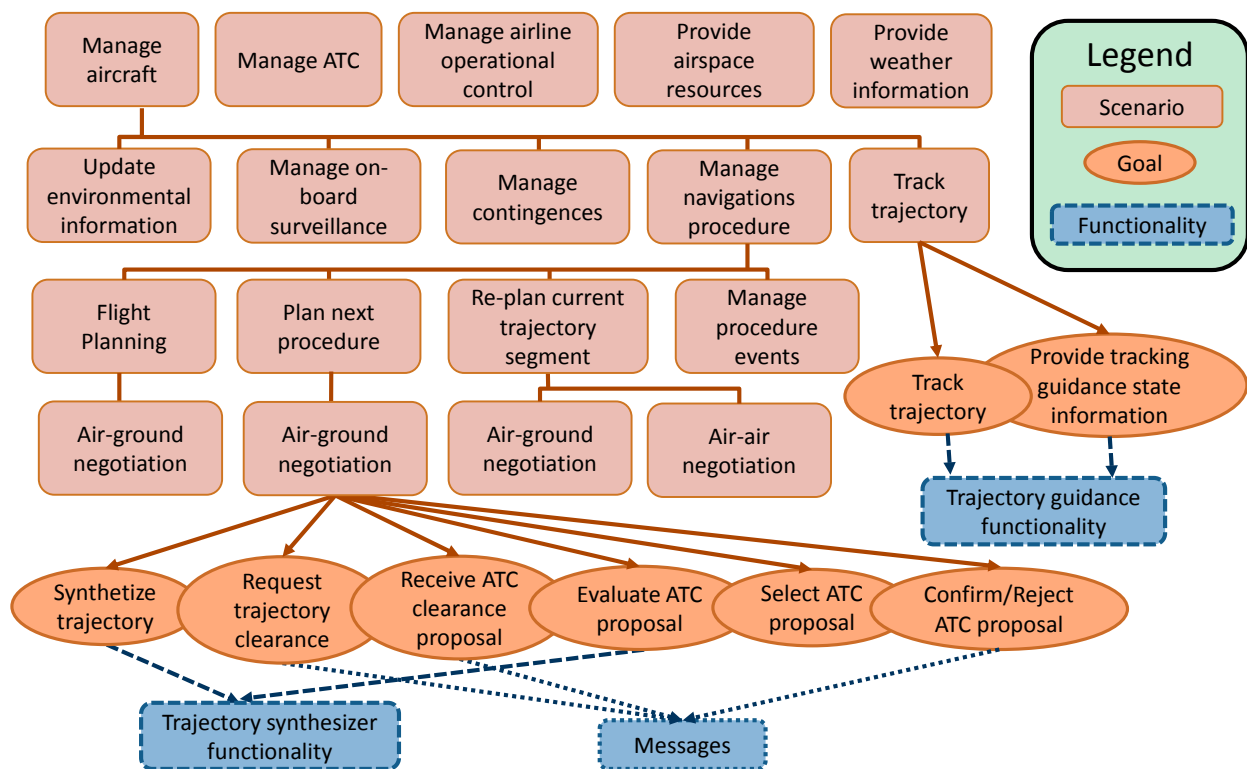 Manage
aircraft
Manage ATC
Manage airline
operational
control
Provide
airspace
resources
Provide
weather
information
Legend
Scenario
Goal
Functionality
Update
environmental
information
Manage on-
board
surveillance
Manage
contingences
Manage
navigations
procedure
Track
trajectory
Flight
Planning
Plan next
procedure
Re-plan current
trajectory
segment
Manage
procedure
events
Track
trajectory
Provide tracking
guidance state
information
Air-ground
negotiation
Air-ground
negotiation
Air-ground
negotiation
Air-air
negotiation
Trajectory guidance
functionality
Synthetize
trajectory
Request
trajectory
clearance
Receive ATC
clearance
proposal
Evaluate ATC
proposal
Select ATC
proposal
Confirm/Reject
ATC proposal
Trajectory synthesizer
functionality
Messages